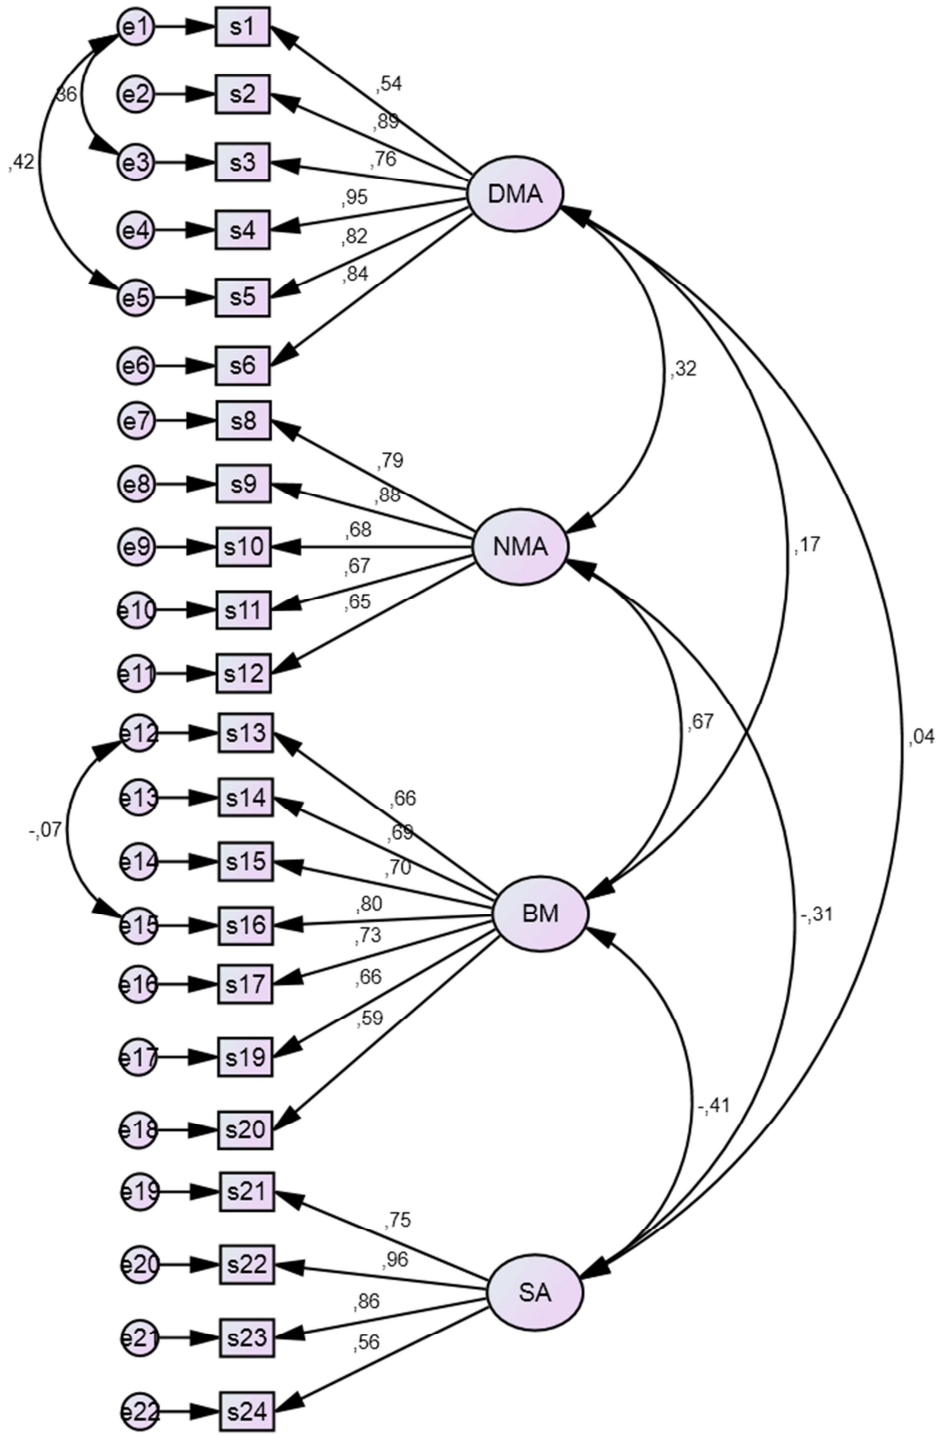 e1 s1
,54
e2 s2
36
,89
e3 s3
,76
,42
DMA
e4 s4
,95
e5 s5
,82
,84
e6 s6
,32
e7 s8
,79
e8 s9
,88
e9 s10
,68
NMA
,17
e10 s11
,67
,65
e11 s12
e12 s13
,67
,04
e13 s14
,66
-,07
,69
e14 s15
,70
e15 s16
,80
BM
-,31
,73
e16 s17
,66
,59
e17 s19
-,41
e18 s20
e19 s21
,75
e20 s22
,96
SA
,86
e21 s23
,56
e22 s24